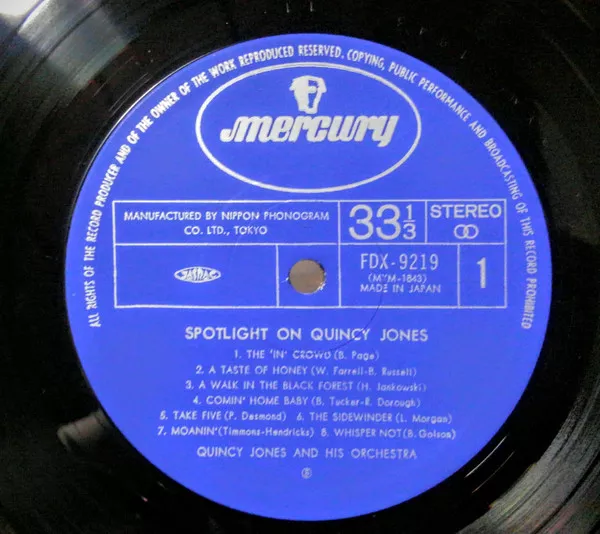 ALL RIGHTS OF THE RECORD PRODUCER AND OF THE OWNER OF THE WORK REPRODUCED RESERVED. COPYING, PUBLIC PERFORMANCE AND BROADCASTING OF THIS RECORD PROHIBITED
mercury
MANUFACTURED BY NIPPON PHONOGRAM
CO. LTD., TOKYO
33 1/3
STEREO
JASRAC
FDX-9219
(MYM-1843)
MADE IN JAPAN
1
SPOTLIGHT ON QUINCY JONES
1. THE 'IN' CROWD (B. Page)
2. A TASTE OF HONEY (W. Farrell-B. Russell)
3. A WALK IN THE BLACK FOREST (H. Jankowski)
4. COMIN' HOME BABY (B. Tucker-R. Dorough)
5. TAKE FIVE (P. Desmond) 6. THE SIDEWINDER (L. Morgan)
7. MOANIN' (Timmons-Hendricks) 8. WHISPER NOT (B. Golson)
QUINCY JONES AND HIS ORCHESTRA